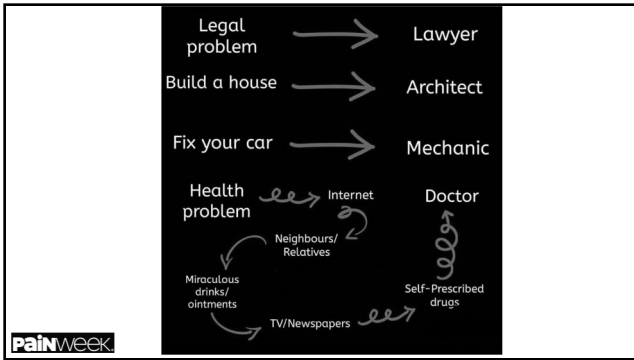 Legal
problem
Lawyer
Build a house
Architect
Fix your car
Mechanic
Health
problem
Internet
Doctor
Neighbours/
Relatives
Miraculous
drinks/
ointments
Self-Prescribed
drugs
TV/Newspapers
PAINWEEK.